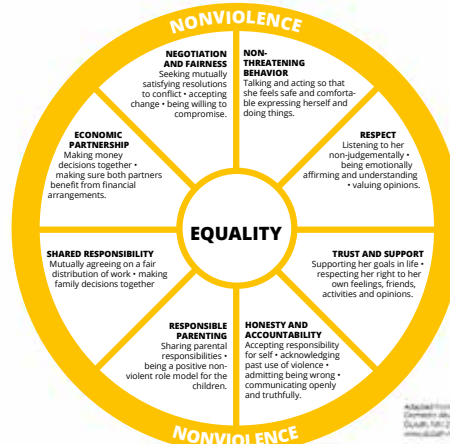 NONVIOLENCE
NEGOTIATION
AND FAIRNESS
Seeking mutually
satisfying resolutions
to conflict • accepting
change • being willing to
compromise.
NON-
THREATENING
BEHAVIOR
Talking and acting so that
she feels safe and comforta-
ble expressing herself and
doing things.
ECONOMIC
PARTNERSHIP
Making money
decisions together •
making sure both partners
benefit from financial
arrangements.
RESPECT
Listening to her
non-judgementally •
being emotionally
affirming and understanding
• valuing opinions.
EQUALITY
SHARED RESPONSIBILITY
Mutually agreeing on a fair
distribution of work • making
family decisions together
TRUST AND SUPPORT
Supporting her goals in life •
respecting her right to her
own feelings, friends,
activities and opinions.
RESPONSIBLE
PARENTING
Sharing parental
responsibilities •
being a positive non-
violent role model for the
children.
HONESTY AND
ACCOUNTABILITY
Accepting responsibility
for self • acknowledging
past use of violence •
admitting being wrong •
communicating openly
and truthfully.
NONVIOLENCE
Adapted from